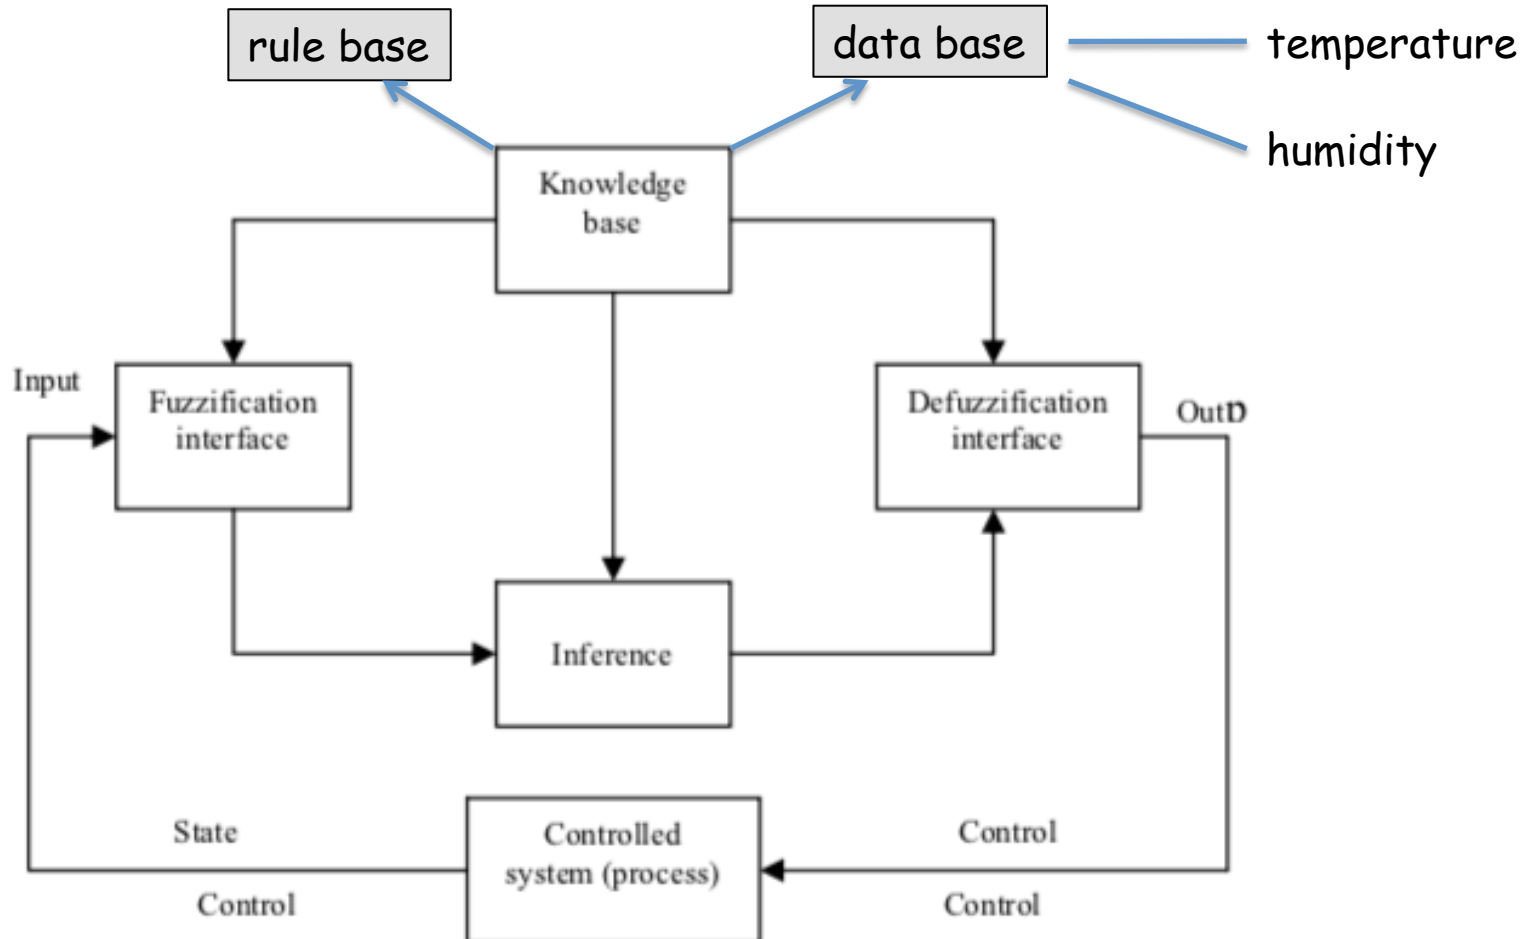 rule base
data base
temperature
humidity
Knowledge
base
Input
Fuzzification
interface
Defuzzification
interface
Inference
State
Controlled
system (process)
Control
Control
Control